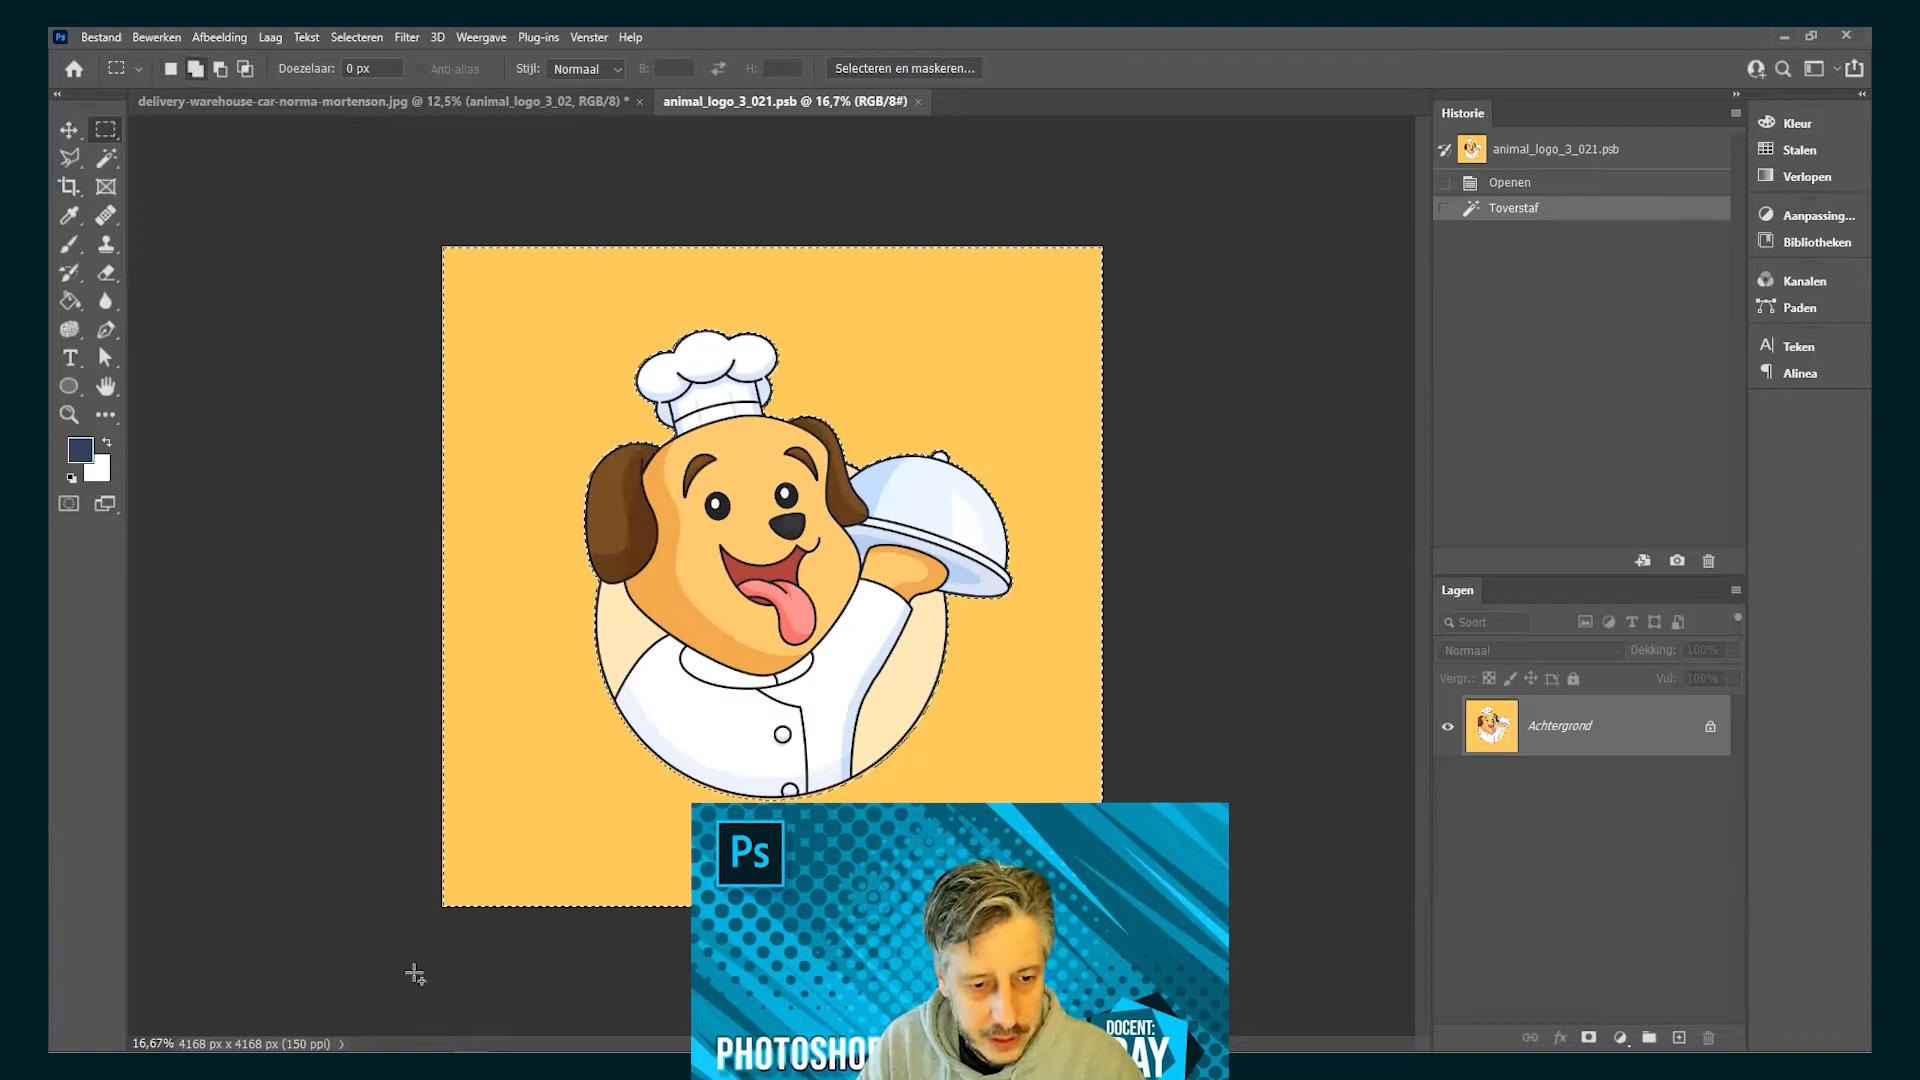 Ps Bestand Bewerken Afbeelding Laag Tekst Selecteren Filter 3D Weergave Plug-ins Venster Help
Doezelaar: 0 px Anti-alias Stijl: Normaal B: H: Selecteren en maskeren...
delivery-warehouse-car-norma-mortenson.jpg @ 12,5% (animal_logo_3_02, RGB/8) * × animal_logo_3_021.psb @ 16,7% (RGB/8#) ×
Historie
animal_logo_3_021.psb
Openen
Toverstaf
Kleur
Stalen
Verlopen
Aanpassing...
Bibliotheken
Kanalen
Paden
Teken
Alinea
Lagen
Soort
Normaal Dekking: 100%
Vergr.: Vul: 100%
Achtergrond
fx
16,67% 4168 px x 4168 px (150 ppi)
Ps
DOCENT: